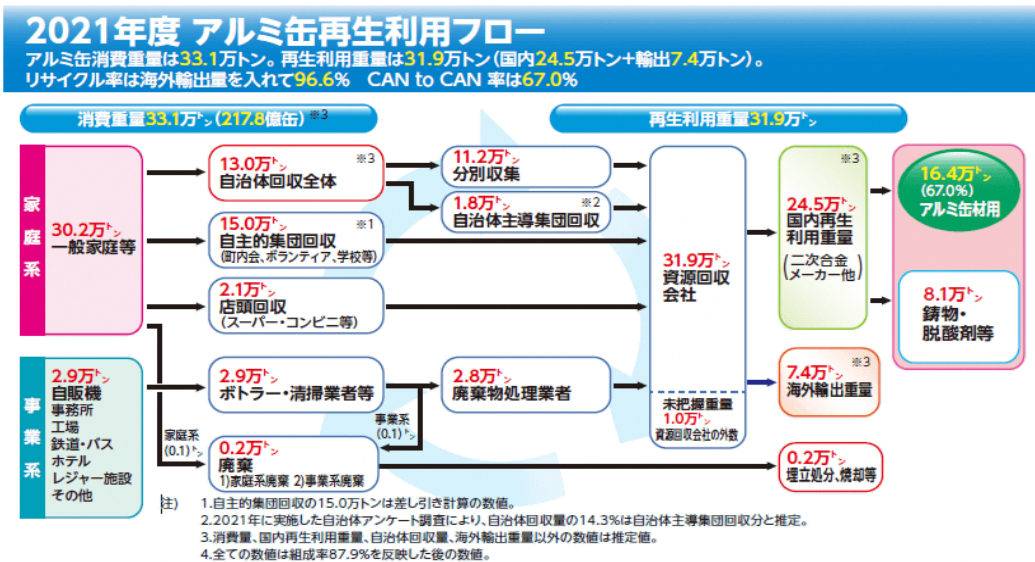 2021年度 アルミ缶再生利用フロー
アルミ缶消費重量は33.1万トン。再生利用重量は31.9万トン（国内24.5万トン＋輸出7.4万トン）。
リサイクル率は海外輸出量を入れて96.6% CAN to CAN 率は67.0%
消費重量33.1万トン（217.8億缶）※3
再生利用重量31.9万トン
家庭系
30.2万トン
一般家庭等
13.0万トン ※3
自治体回収全体
11.2万トン
分別収集
1.8万トン ※2
自治体主導集団回収
15.0万トン ※1
自主的集団回収
（町内会、ボランティア、学校等）
2.1万トン
店頭回収
（スーパー・コンビニ等）
事業系
2.9万トン
自販機
事務所
工場
鉄道・バス
ホテル
レジャー施設
その他
2.9万トン
ボトラー・清掃業者等
2.8万トン
廃棄物処理業者
家庭系
（0.1）トン
事業系
（0.1）トン
0.2万トン
廃棄
1)家庭系廃棄 2)事業系廃棄
31.9万トン
資源回収
会社
未把握重量
1.0万トン
資源回収会社の外数
※3
24.5万トン
国内再生
利用重量
（二次合金
メーカー他）
16.4万トン
（67.0%）
アルミ缶材用
8.1万トン
鋳物・
脱酸剤等
※3
7.4万トン
海外輸出重量
0.2万トン
埋立処分、焼却等
注） 1.自主的集団回収の15.0万トンは差し引き計算の数値。
2.2021年に実施した自治体アンケート調査により、自治体回収量の14.3%は自治体主導集団回収分と推定。
3.消費量、国内再生利用重量、自治体回収量、海外輸出重量以外の数値は推定値。
4.全ての数値は組成率87.9%を反映した後の数値。